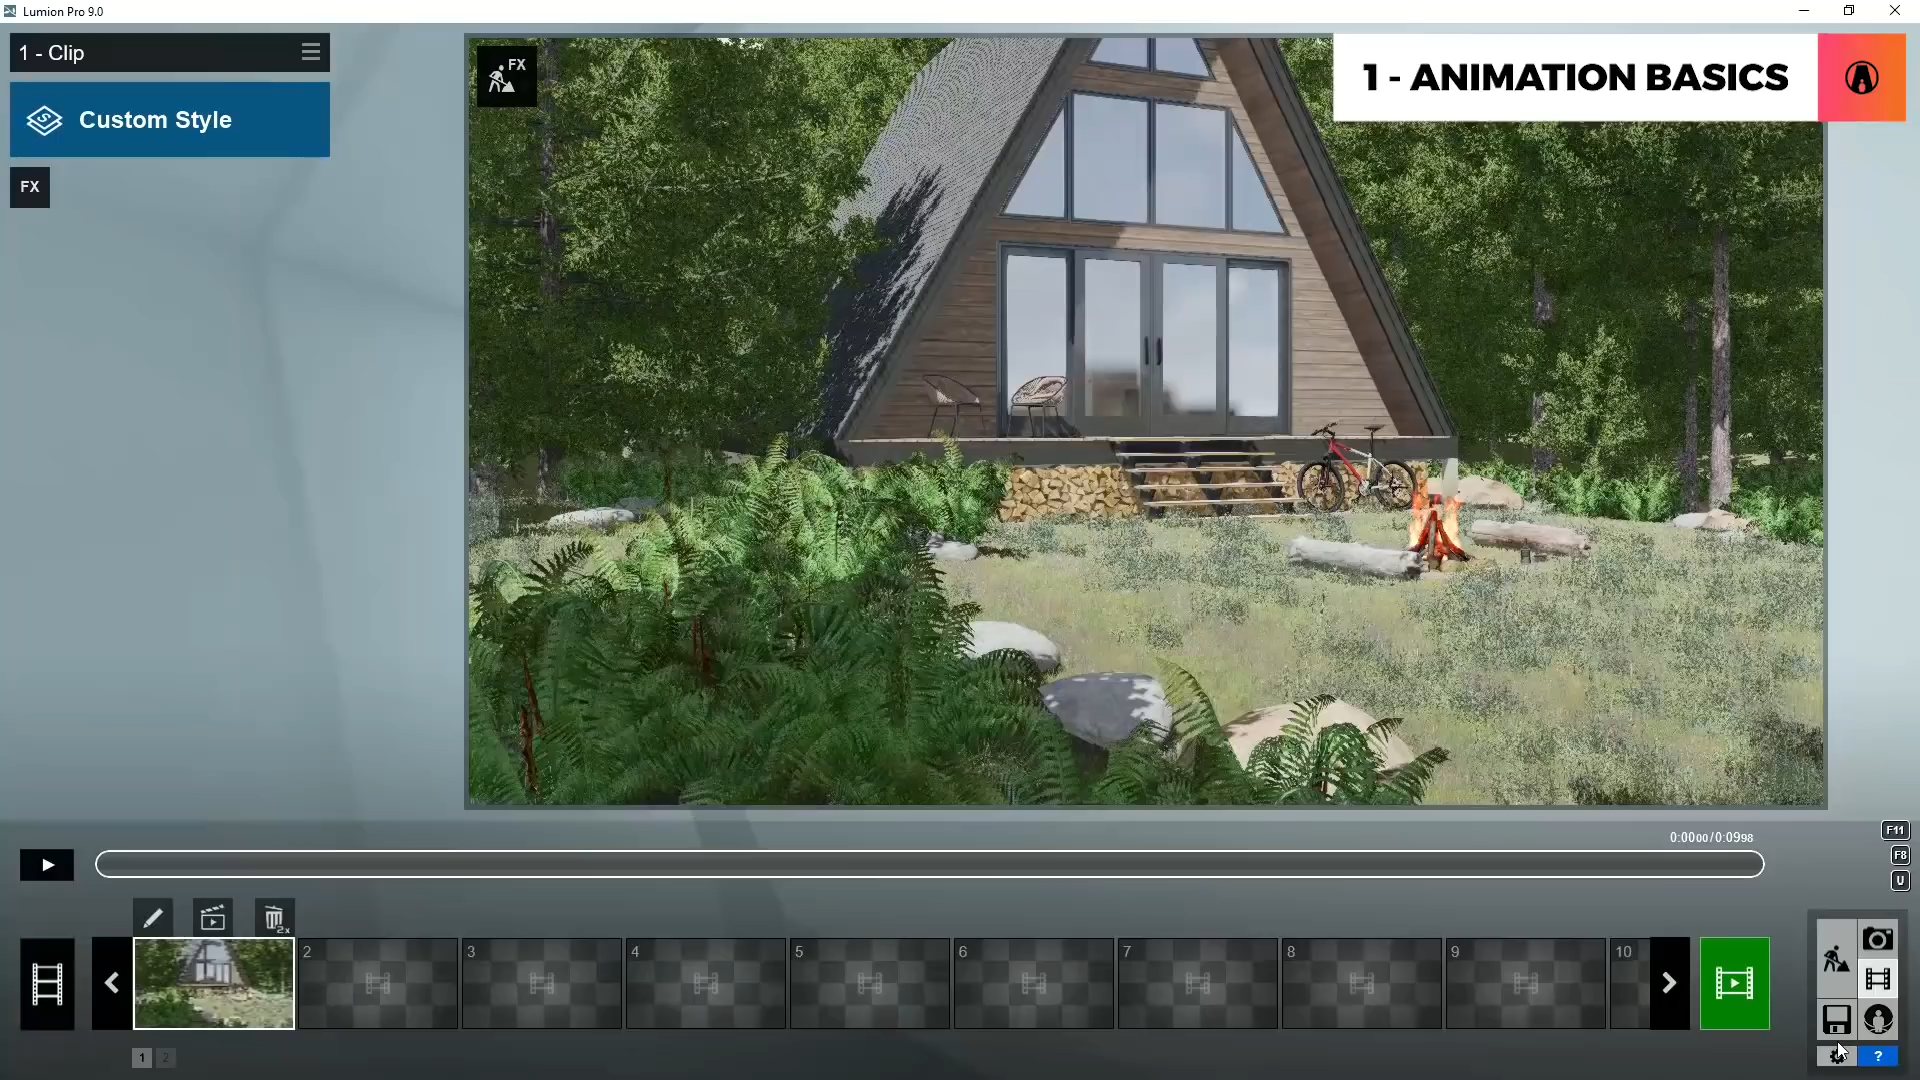 Lumion Pro 9.0
1 - Clip
FX
1 - ANIMATION BASICS
Custom Style
FX
0:0000/0:0998
F11
F8
U
2x
2
3
4
5
6
7
8
9
10
1
2
?